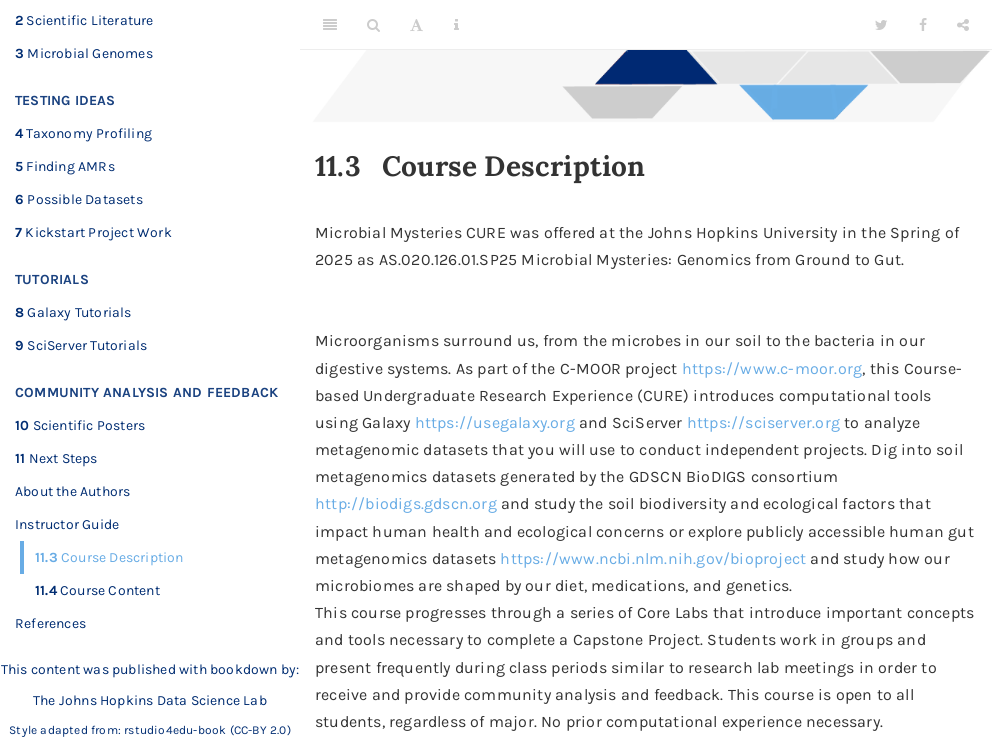 2 Scientific Literature
3 Microbial Genomes
TESTING IDEAS
4 Taxonomy Profiling
5 Finding AMRs
6 Possible Datasets
7 Kickstart Project Work
TUTORIALS
8 Galaxy Tutorials
9 SciServer Tutorials
COMMUNITY ANALYSIS AND FEEDBACK
10 Scientific Posters
11 Next Steps
About the Authors
Instructor Guide
11.3 Course Description
11.4 Course Content
References
This content was published with bookdown by:
The Johns Hopkins Data Science Lab
Style adapted from: rstudio4edu-book (CC-BY 2.0)
11.3 Course Description
Microbial Mysteries CURE was offered at the Johns Hopkins University in the Spring of
2025 as AS.020.126.01.SP25 Microbial Mysteries: Genomics from Ground to Gut.
Microorganisms surround us, from the microbes in our soil to the bacteria in our
digestive systems. As part of the C-MOOR project https://www.c-moor.org, this Course-
based Undergraduate Research Experience (CURE) introduces computational tools
using Galaxy https://usegalaxy.org and SciServer https://sciserver.org to analyze
metagenomic datasets that you will use to conduct independent projects. Dig into soil
metagenomics datasets generated by the GDSCN BioDIGS consortium
http://biodigs.gdscn.org and study the soil biodiversity and ecological factors that
impact human health and ecological concerns or explore publicly accessible human gut
metagenomics datasets https://www.ncbi.nlm.nih.gov/bioproject and study how our
microbiomes are shaped by our diet, medications, and genetics.
This course progresses through a series of Core Labs that introduce important concepts
and tools necessary to complete a Capstone Project. Students work in groups and
present frequently during class periods similar to research lab meetings in order to
receive and provide community analysis and feedback. This course is open to all
students, regardless of major. No prior computational experience necessary.